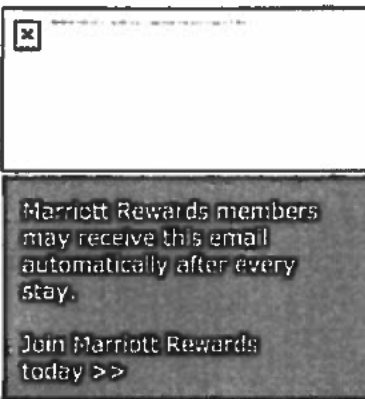 Marriott Rewards members
may receive this email
automatically after every
stay.
Join Marriott Rewards
today >>